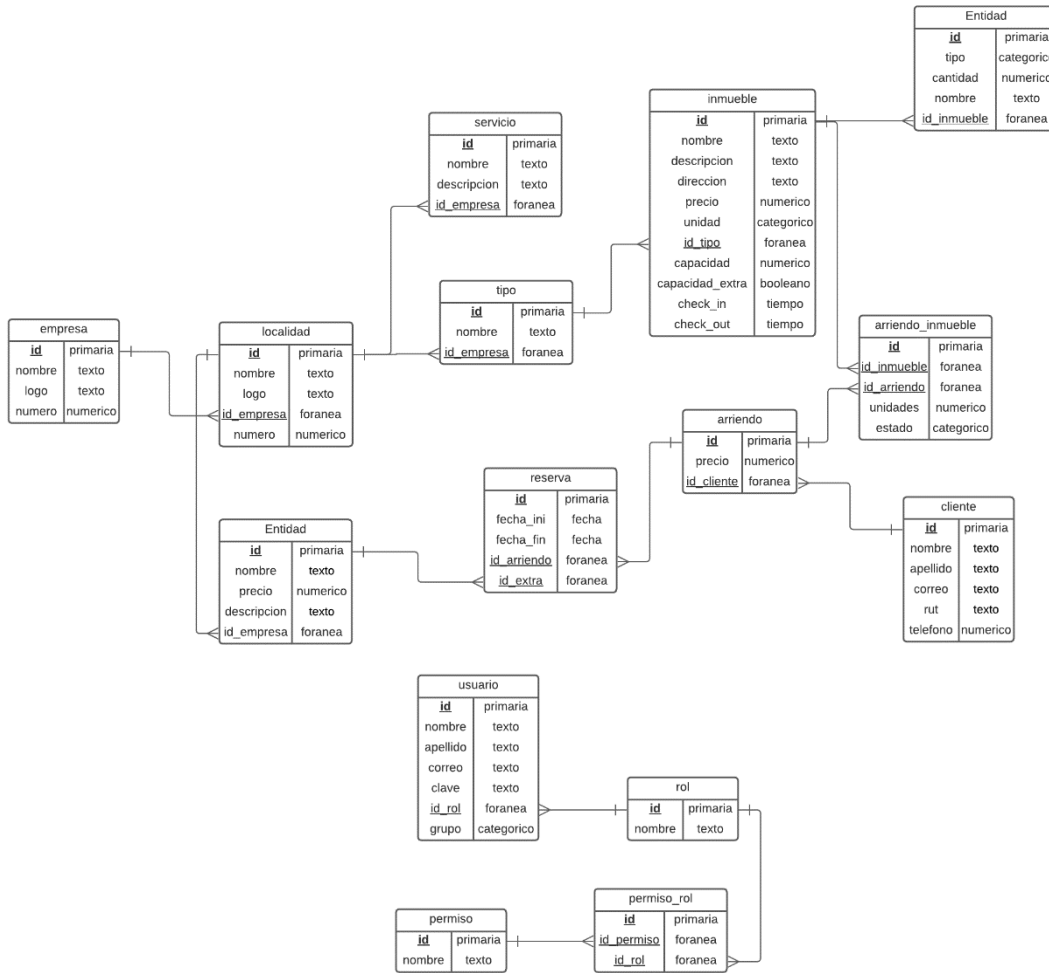 Entidad
id primaria
tipo categorico
cantidad numerico
nombre texto
id_inmueble foranea
inmueble
id primaria
nombre texto
descripcion texto
direccion texto
precio numerico
unidad categorico
id_tipo foranea
capacidad numerico
capacidad_extra booleano
check_in tiempo
check_out tiempo
servicio
id primaria
nombre texto
descripcion texto
id_empresa foranea
tipo
id primaria
nombre texto
id_empresa foranea
empresa
id primaria
nombre texto
logo texto
numero numerico
localidad
id primaria
nombre texto
logo texto
id_empresa foranea
numero numerico
arriendo_inmueble
id primaria
id_inmueble foranea
id_arriendo foranea
unidades numerico
estado categorico
arriendo
id primaria
precio numerico
id_cliente foranea
reserva
id primaria
fecha_ini fecha
fecha_fin fecha
id_arriendo foranea
id_extra foranea
cliente
id primaria
nombre texto
apellido texto
correo texto
rut texto
telefono numerico
Entidad
id primaria
nombre texto
precio numerico
descripcion texto
id_empresa foranea
usuario
id primaria
nombre texto
apellido texto
correo texto
clave texto
id_rol foranea
grupo categorico
rol
id primaria
nombre texto
permiso_rol
id primaria
id_permiso foranea
id_rol foranea
permiso
id primaria
nombre texto